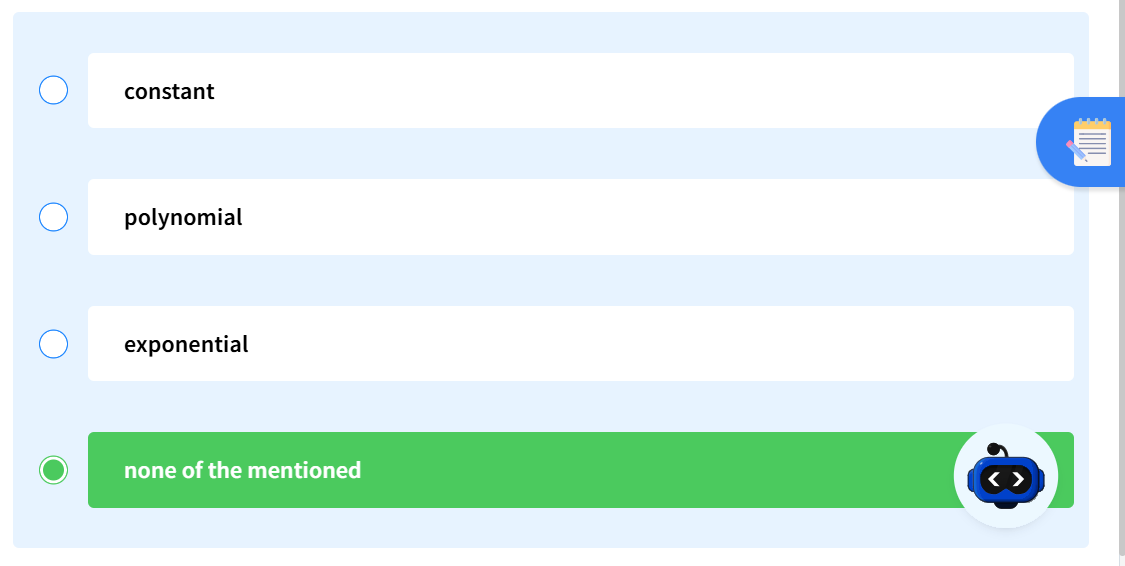 constant
polynomial
exponential
none of the mentioned